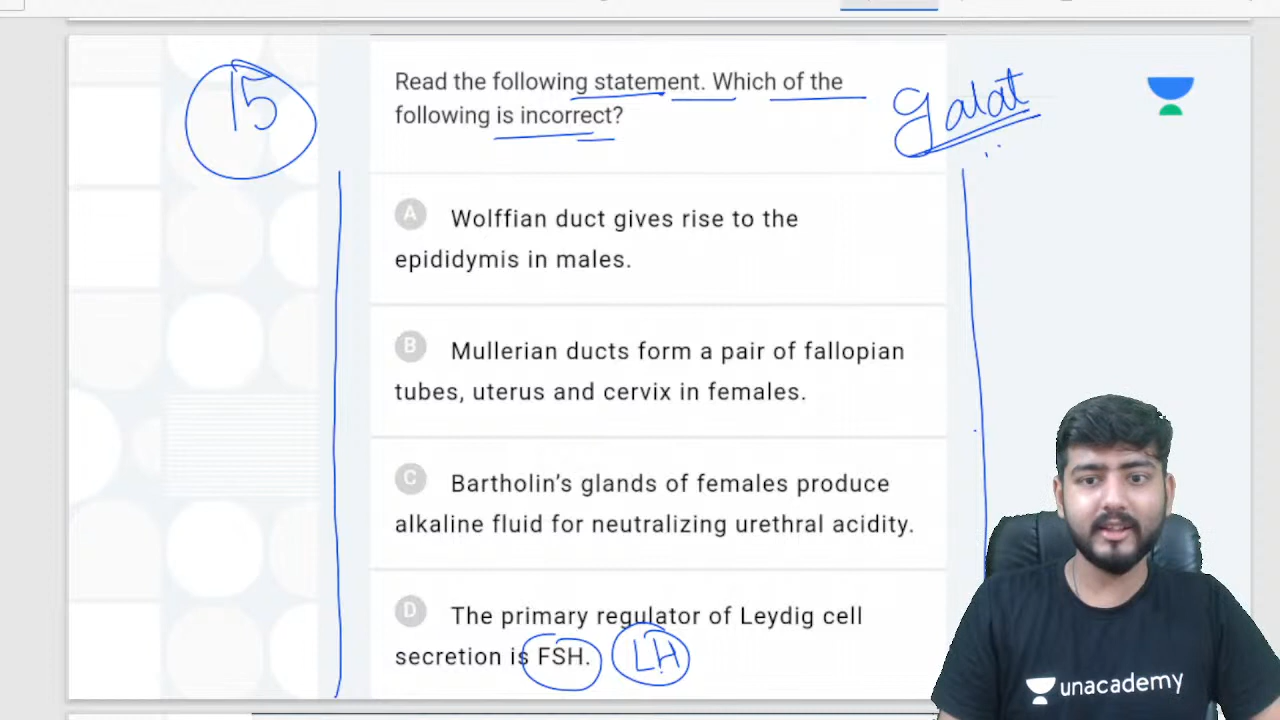 15
Read the following statement. Which of the
following is incorrect?
galat
A Wolffian duct gives rise to the
epididymis in males.
B Mullerian ducts form a pair of fallopian
tubes, uterus and cervix in females.
C Bartholin's glands of females produce
alkaline fluid for neutralizing urethral acidity.
D The primary regulator of Leydig cell
secretion is FSH. LH
unacademy